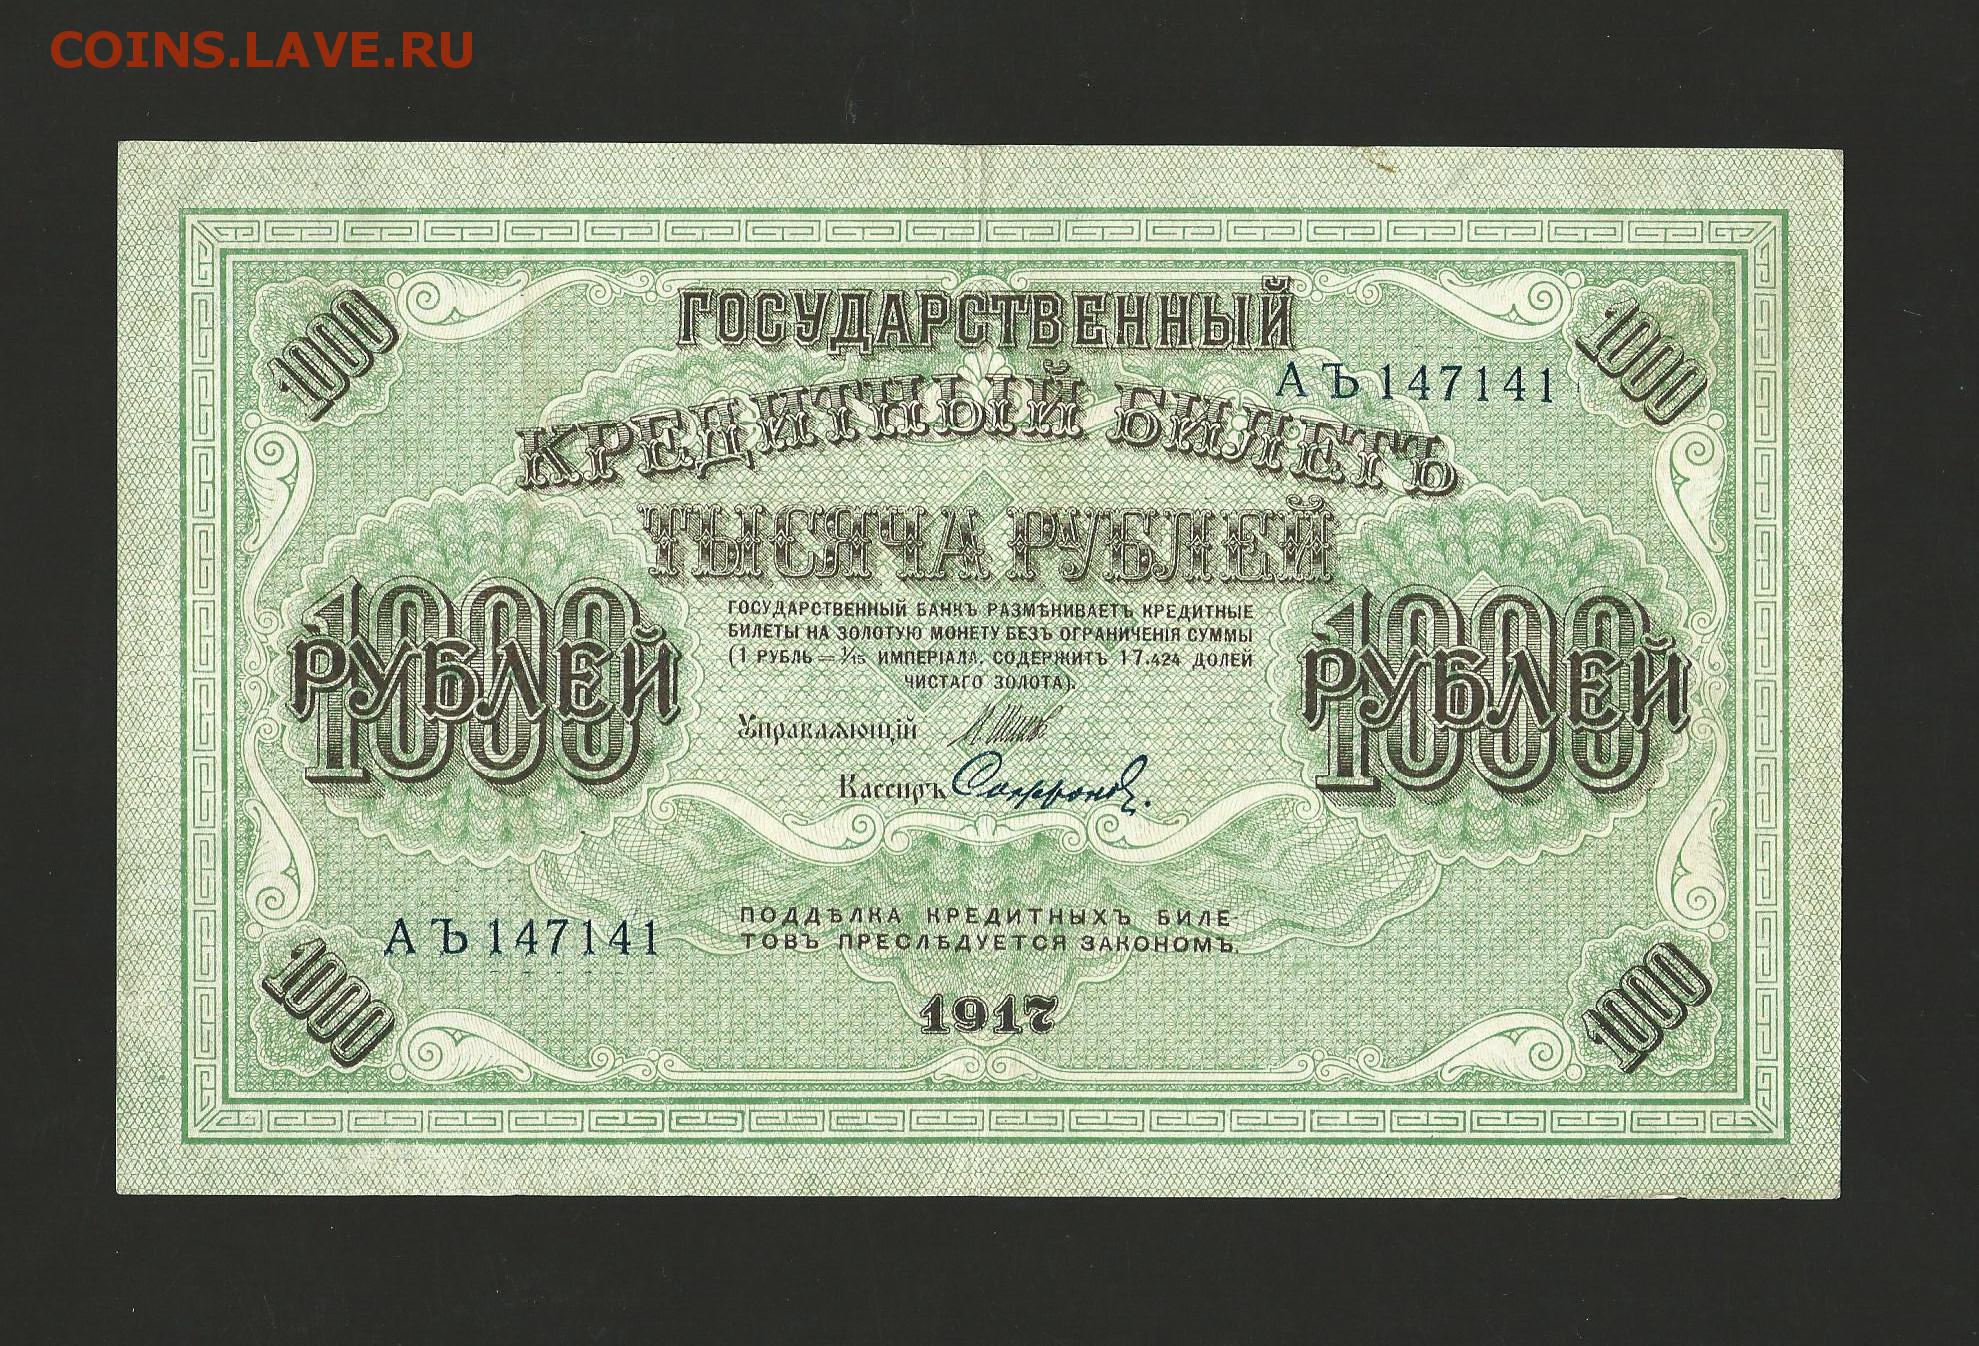 COINS.LAVE.RU
1000
1000
ГОСУДАРСТВЕННЫЙ
АЪ 147141
КРЕДИТНЫЙ БИЛЕТЪ
ТЫСЯЧА РУБЛЕЙ
1000
РУБЛЕЙ
ГОСУДАРСТВЕННЫЙ БАНКЪ РАЗМѢНИВАЕТЪ КРЕДИТНЫЕ
БИЛЕТЫ НА ЗОЛОТУЮ МОНЕТУ БЕЗЪ ОГРАНИЧЕНІЯ СУММЫ
(1 РУБЛЬ = 1/15 ИМПЕРІАЛА, СОДЕРЖИТЪ 17.424 ДОЛЕЙ
ЧИСТАГО ЗОЛОТА).
1000
РУБЛЕЙ
Управляющій
Кассиръ Софронов
АЪ 147141
ПОДДѢЛКА КРЕДИТНЫХЪ БИЛЕ-
ТОВЪ ПРЕСЛѢДУЕТСЯ ЗАКОНОМЪ.
1000
1917
1000